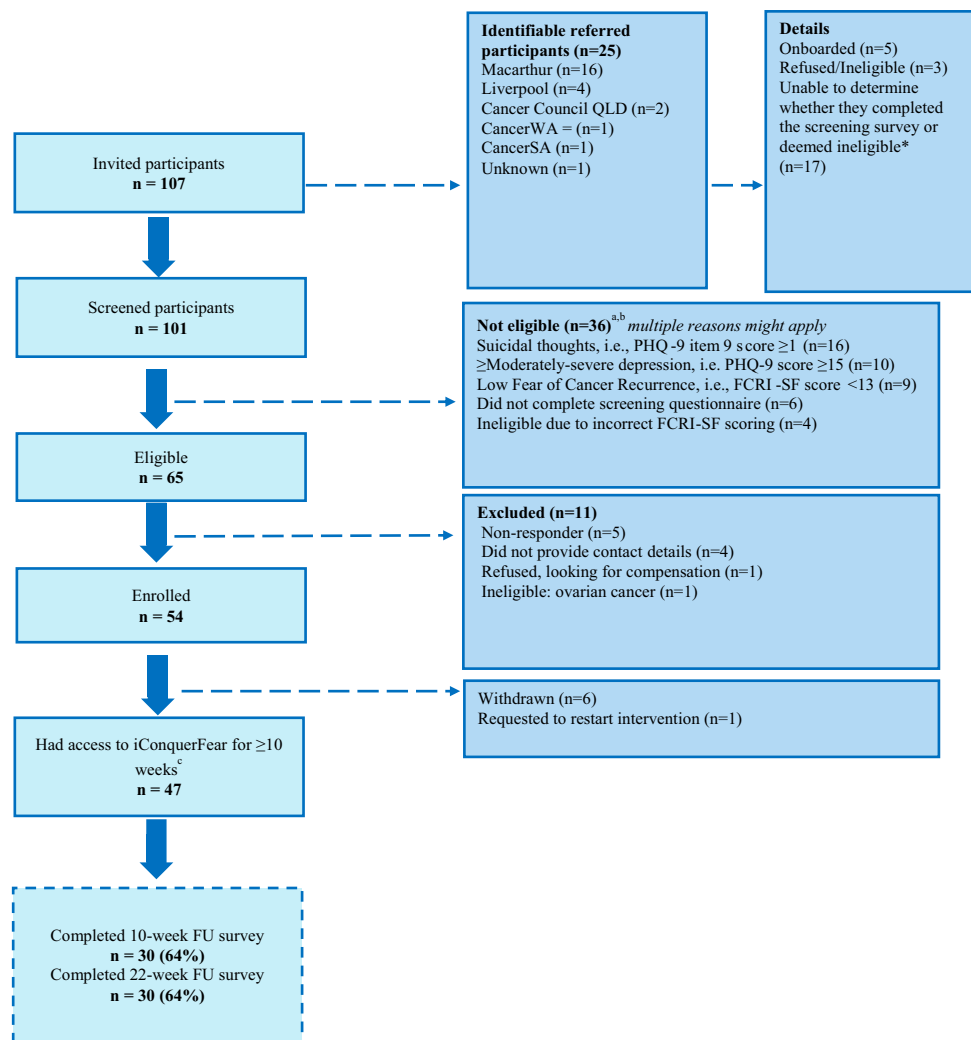 Invited participants
n = 107
Identifiable referred
participants (n=25)
Macarthur (n=16)
Liverpool (n=4)
Cancer Council QLD (n=2)
CancerWA = (n=1)
CancerSA (n=1)
Unknown (n=1)
Details
Onboarded (n=5)
Refused/Ineligible (n=3)
Unable to determine
whether they completed
the screening survey or
deemed ineligible*
(n=17)
Screened participants
n = 101
Not eligible (n=36)a,b multiple reasons might apply
Suicidal thoughts, i.e., PHQ -9 item 9 score ≥1 (n=16)
≥Moderately-severe depression, i.e. PHQ-9 score ≥15 (n=10)
Low Fear of Cancer Recurrence, i.e., FCRI -SF score <13 (n=9)
Did not complete screening questionnaire (n=6)
Ineligible due to incorrect FCRI-SF scoring (n=4)
Eligible
n = 65
Excluded (n=11)
Non-responder (n=5)
Did not provide contact details (n=4)
Refused, looking for compensation (n=1)
Ineligible: ovarian cancer (n=1)
Enrolled
n = 54
Withdrawn (n=6)
Requested to restart intervention (n=1)
Had access to iConquerFear for ≥10
weeksc
n = 47
Completed 10-week FU survey
n = 30 (64%)
Completed 22-week FU survey
n = 30 (64%)